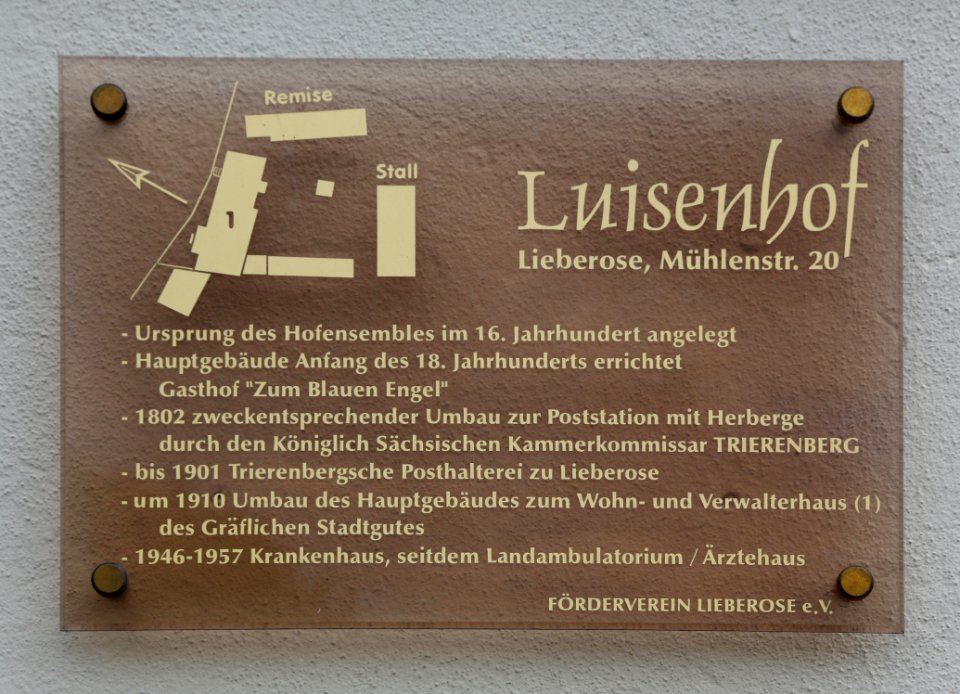 Remise
Stall
1
Luisenhof
Lieberose, Mühlenstr. 20
- Ursprung des Hofensembles im 16. Jahrhundert angelegt
- Hauptgebäude Anfang des 18. Jahrhunderts errichtet
Gasthof "Zum Blauen Engel"
- 1802 zweckentsprechender Umbau zur Poststation mit Herberge
durch den Königlich Sächsischen Kammerkommissar TRIERENBERG
- bis 1901 Trierenbergsche Posthalterei zu Lieberose
- um 1910 Umbau des Hauptgebäudes zum Wohn- und Verwalterhaus (1)
des Gräflichen Stadtgutes
- 1946-1957 Krankenhaus, seitdem Landambulatorium / Ärztehaus
FÖRDERVEREIN LIEBEROSE e.V.